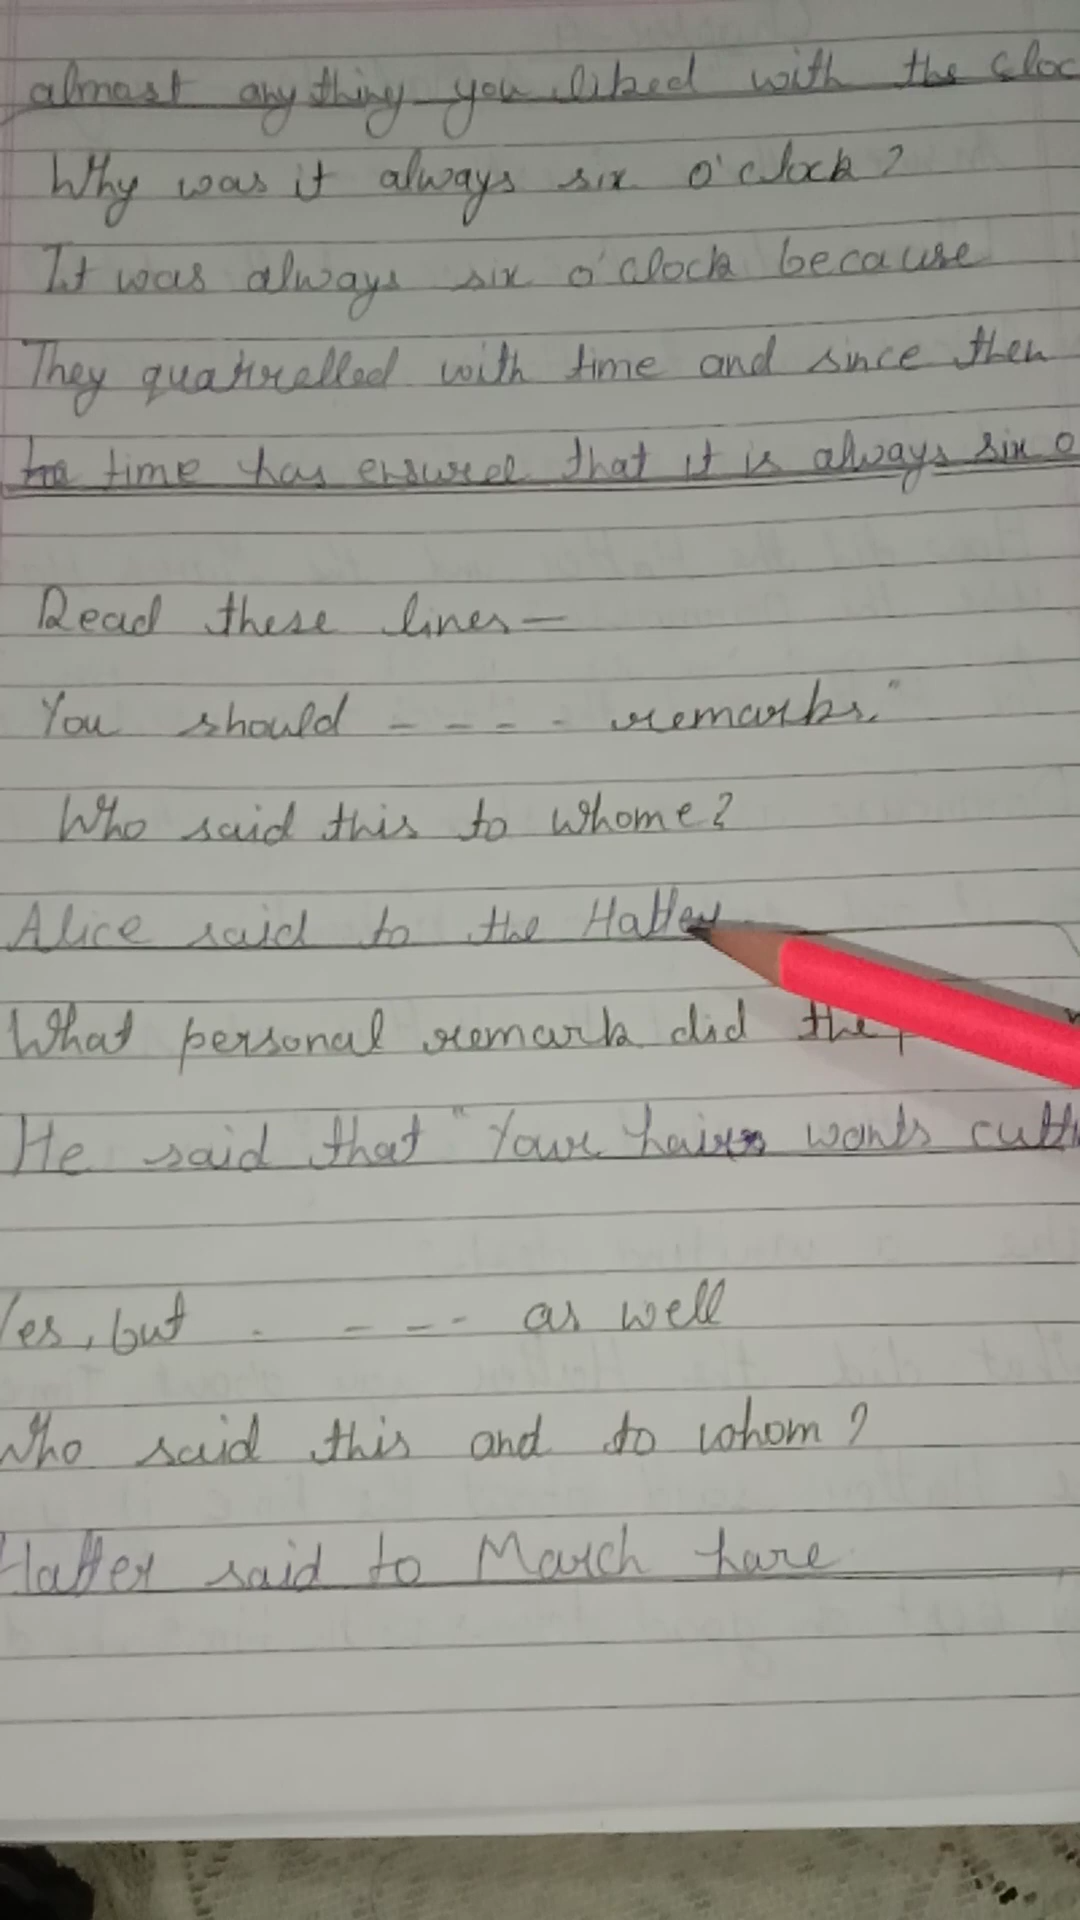 almost any thing you liked with the cloc
Why was it always six o'clock?
It was always six o'clock because
They quarrelled with time and since then
time has ensured that it is always six o
Read these lines—
You should - - - - remarks."
Who said this to whome?
Alice said to the Hatter
What personal remark did the
He said that "Your hairs wants cutti
Yes, but - - - - as well
Who said this and to whom?
Hatter said to March hare